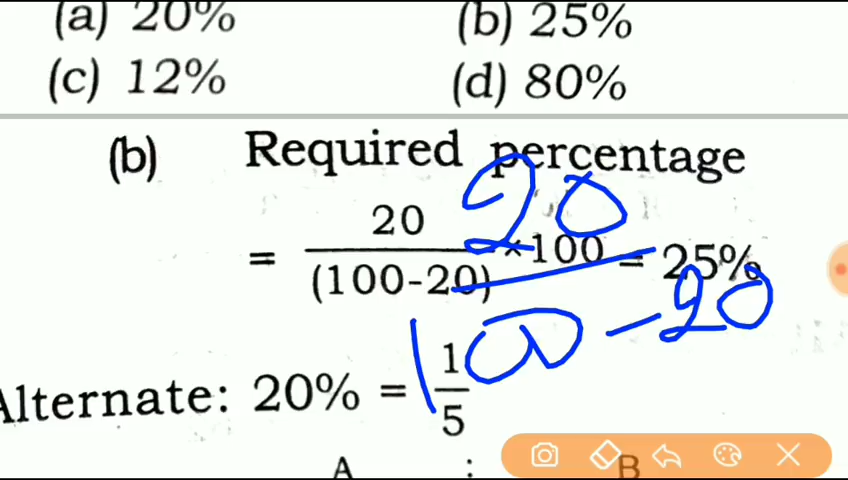 (a) 20% (b) 25%
(c) 12% (d) 80%
(b) Required percentage
= 20/(100-20) ×100 = 25%
20
100-20
Alternate: 20% = 1/5
A : B